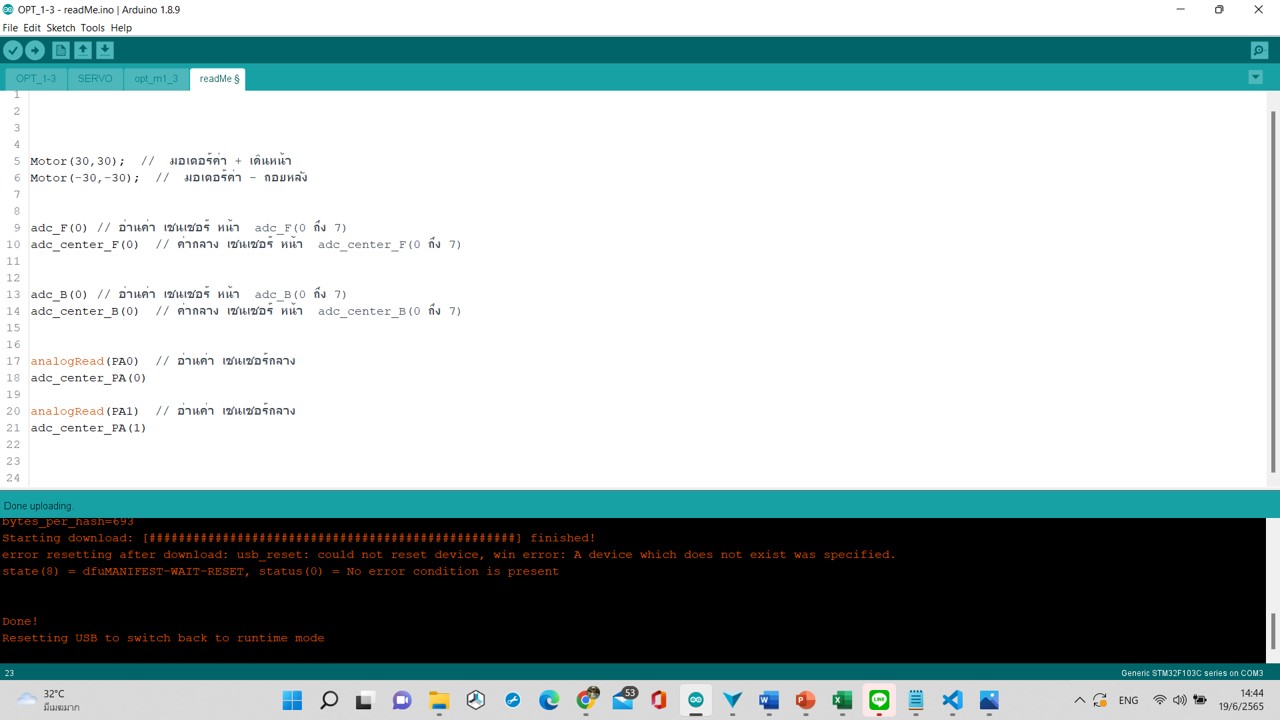 OPT_1-3 - readMe.ino | Arduino 1.8.9
File Edit Sketch Tools Help
OPT_1-3 SERVO opt_m1_3 readMe §
1
2
3
4
5 Motor(30,30); // มอเตอร์ค่า + เดินหน้า
6 Motor(-30,-30); // มอเตอร์ค่า - ถอยหลัง
7
8
9 adc_F(0) // อ่านค่า เซนเซอร์ หน้า adc_F(0 ถึง 7)
10 adc_center_F(0) // ค่ากลาง เซนเซอร์ หน้า adc_center_F(0 ถึง 7)
11
12
13 adc_B(0) // อ่านค่า เซนเซอร์ หน้า adc_B(0 ถึง 7)
14 adc_center_B(0) // ค่ากลาง เซนเซอร์ หน้า adc_center_B(0 ถึง 7)
15
16
17 analogRead(PA0) // อ่านค่า เซนเซอร์กลาง
18 adc_center_PA(0)
19
20 analogRead(PA1) // อ่านค่า เซนเซอร์กลาง
21 adc_center_PA(1)
22
23
24
Done uploading.
bytes_per_hash=693
Starting download: [##################################################] finished!
error resetting after download: usb_reset: could not reset device, win error: A device which does not exist was specified.
state(8) = dfuMANIFEST-WAIT-RESET, status(0) = No error condition is present
Done!
Resetting USB to switch back to runtime mode
23 Generic STM32F103C series on COM3
32°C
มีเมฆมาก
53
ENG
14:44
19/6/2565